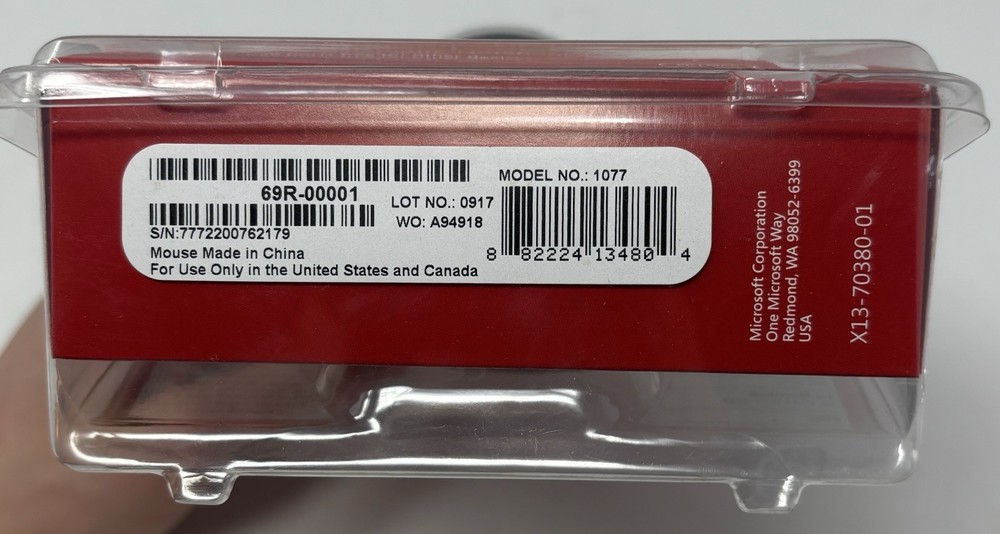 69R-00001
MODEL NO.: 1077
LOT NO.: 0917
WO: A94918
S/N:7772200762179
8 82224 13480 4
Mouse Made in China
For Use Only in the United States and Canada
Microsoft Corporation
One Microsoft Way
Redmond, WA 98052-6399
USA
X13-70380-01